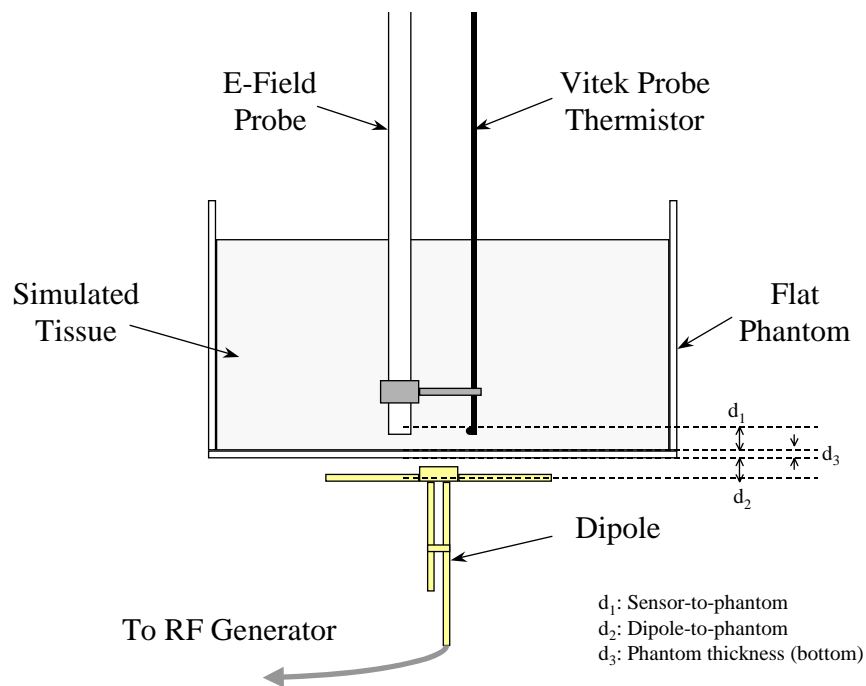 E-Field
Probe
Vitek Probe
Thermistor
Simulated
Tissue
Flat
Phantom
d₁
d₃
d₂
Dipole
To RF Generator
d₁: Sensor-to-phantom
d₂: Dipole-to-phantom
d₃: Phantom thickness (bottom)